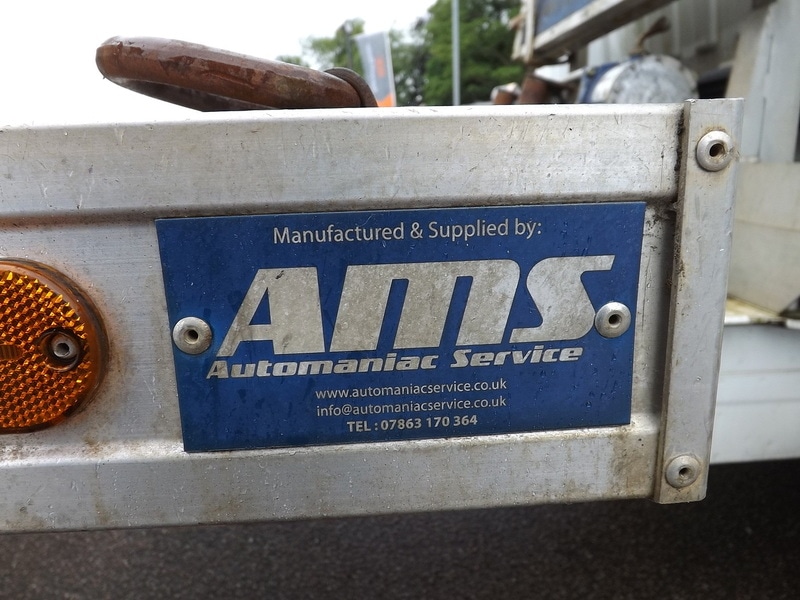 Manufactured & Supplied by:
AMS
Automaniac Service
www.automaniacservice.co.uk
info@automaniacservice.co.uk
TEL : 07863 170 364